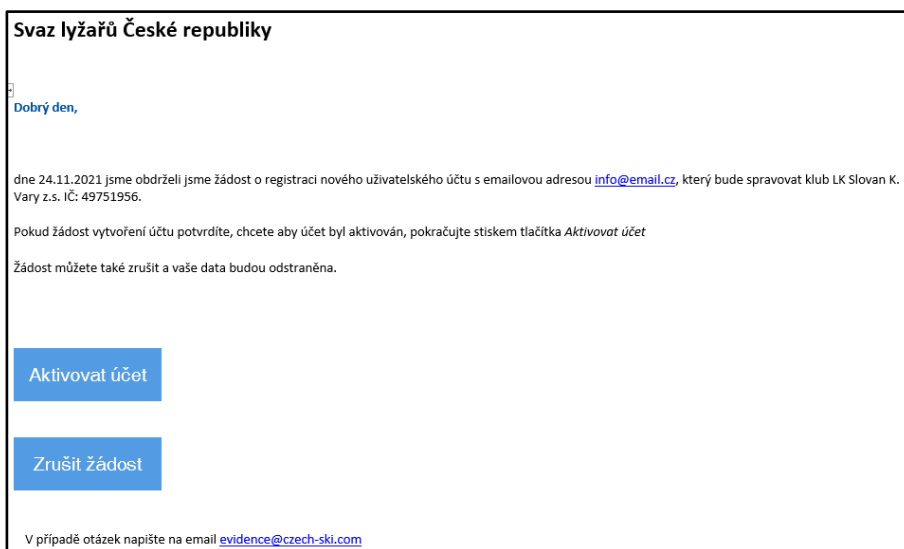 Svaz lyžařů České republiky
Dobrý den,
dne 24.11.2021 jsme obdrželi jsme žádost o registraci nového uživatelského účtu s emailovou adresou info@email.cz, který bude spravovat klub LK Slovan K.
Vary z.s. IČ: 49751956.
Pokud žádost vytvoření účtu potvrdíte, chcete aby účet byl aktivován, pokračujte stiskem tlačítka Aktivovat účet
Žádost můžete také zrušit a vaše data budou odstraněna.
Aktivovat účet
Zrušit žádost
V případě otázek napište na email evidence@czech-ski.com